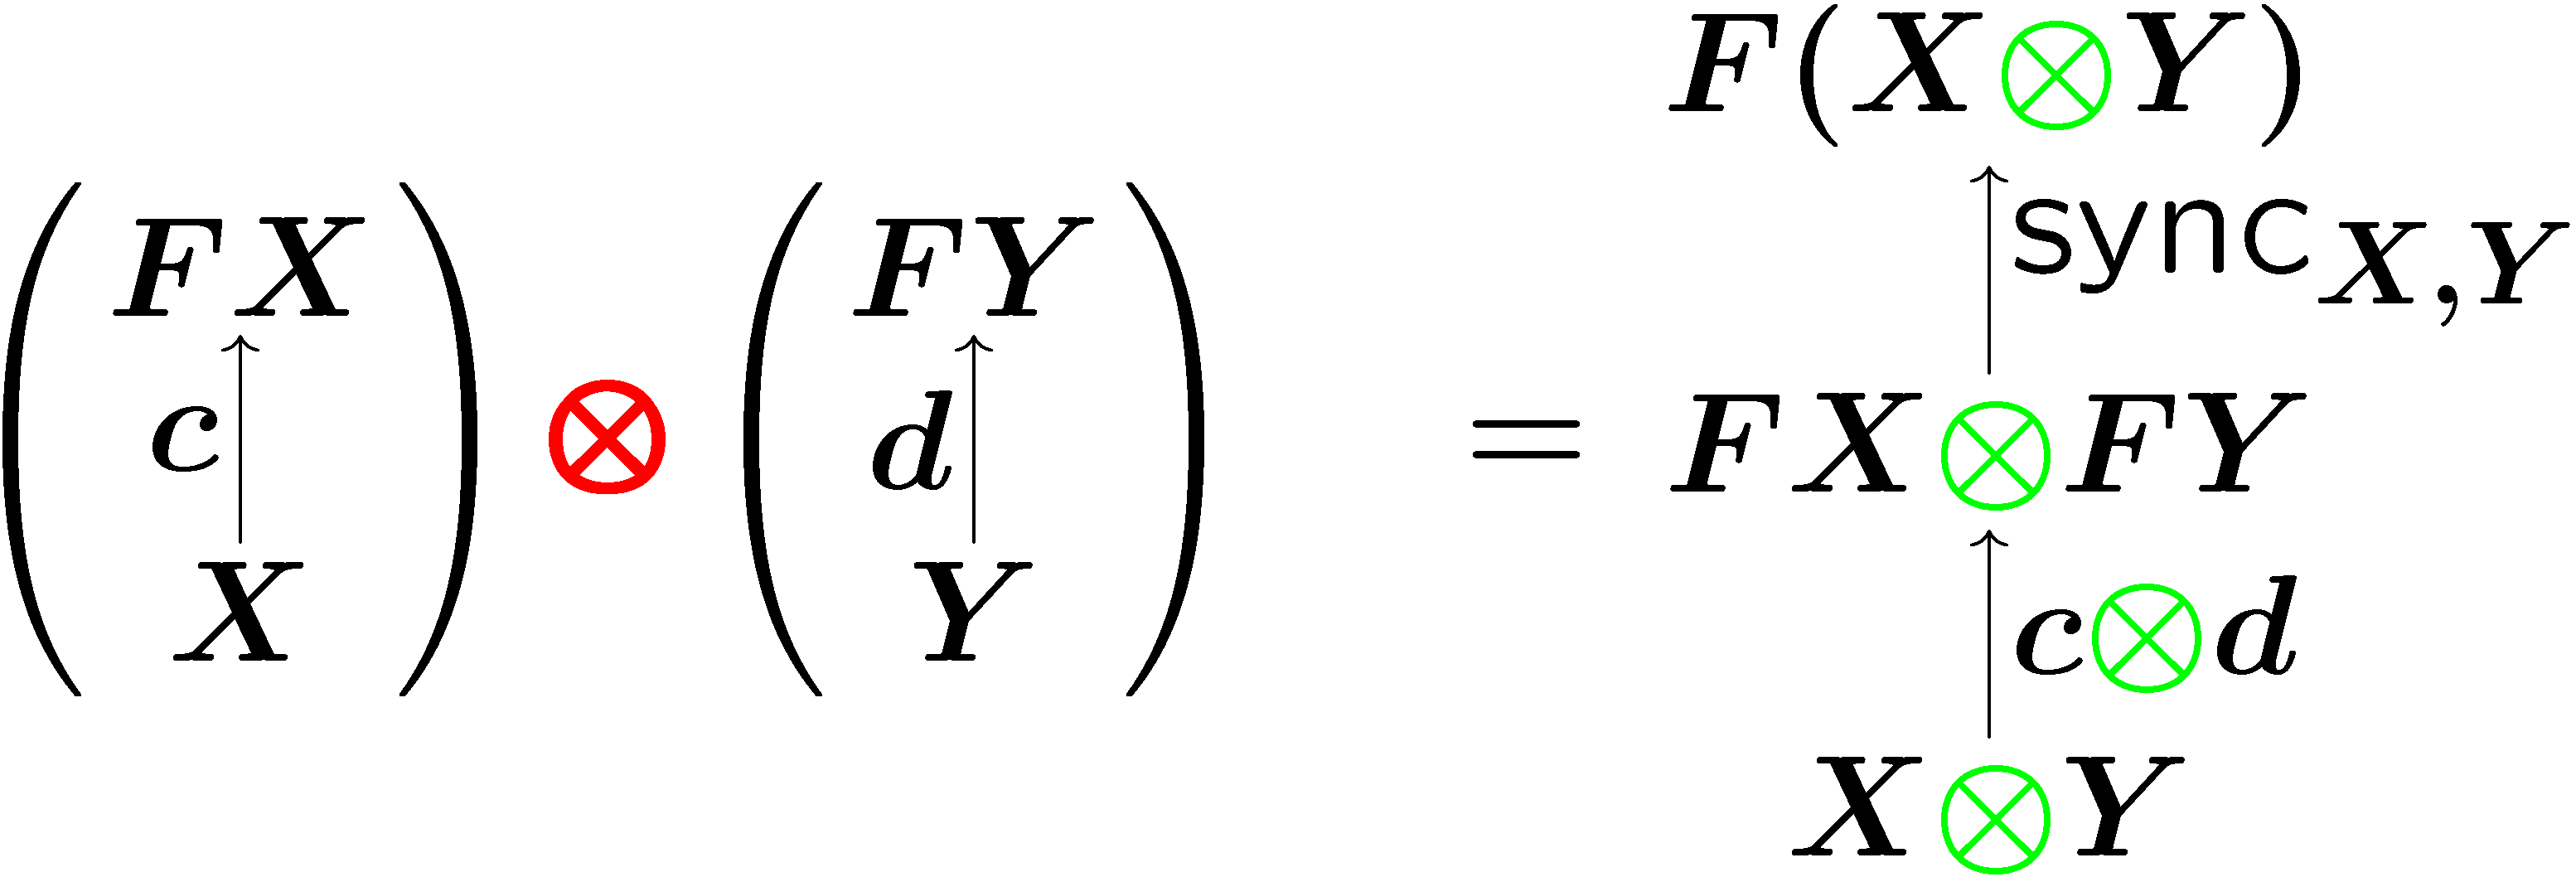 F(X⊗Y)
sync_{X,Y}
( FX ) ( FY )
c ⊗ d = FX⊗FY
X Y
c⊗d
X⊗Y